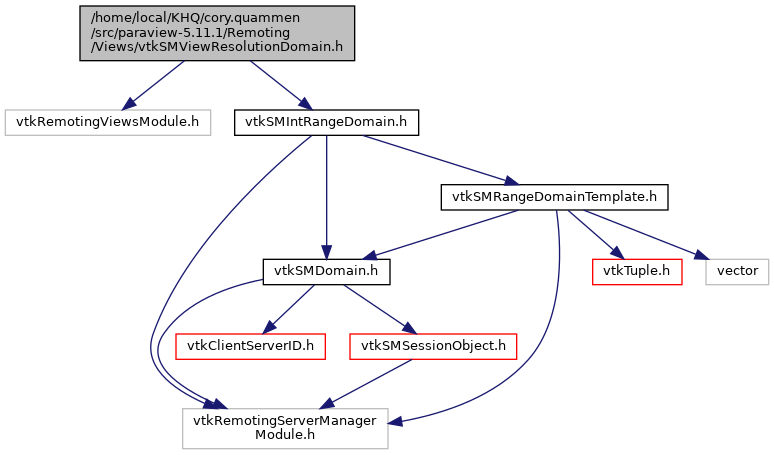 /home/local/KHQ/cory.quammen
/src/paraview-5.11.1/Remoting
/Views/vtkSMViewResolutionDomain.h
vtkRemotingViewsModule.h
vtkSMIntRangeDomain.h
vtkSMRangeDomainTemplate.h
vtkSMDomain.h
vtkTuple.h
vector
vtkClientServerID.h
vtkSMSessionObject.h
vtkRemotingServerManager
Module.h